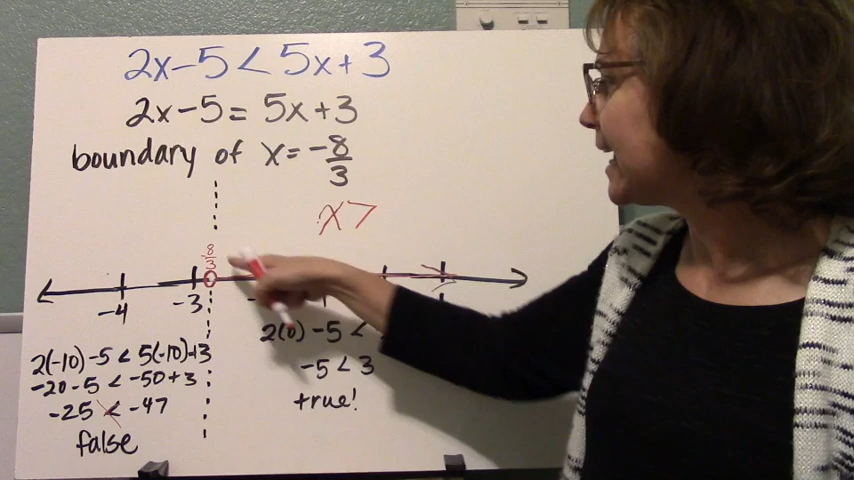 2x-5 < 5x+3
2x-5 = 5x+3
boundary of x = -8/3
x >
-8/3
-4 -3
2(-10)-5 < 5(-10)+3
-20-5 < -50+3
-25 < -47
false
2(0)-5 <
-5 < 3
true!